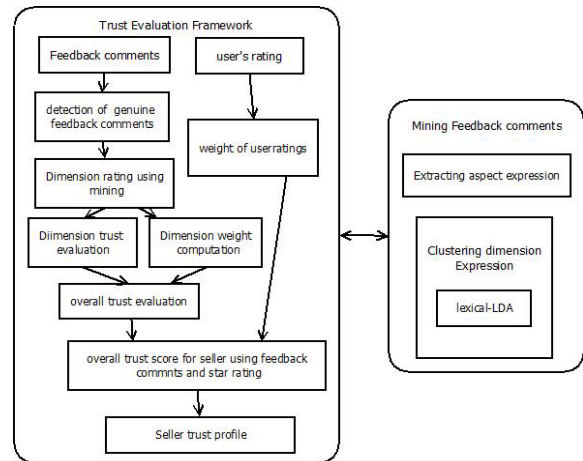 Trust Evaluation Framework
Feedback comments
user's rating
detection of genuine
feedback comments
weight of userratings
Dimension rating using
mining
Diimension trust
evaluation
Dimension weight
computation
overall trust evaluation
overall trust score for seller using feedback
commnts and star rating
Seller trust profile
Mining Feedback comments
Extracting aspect expression
Clustering dimension
Expression
lexical-LDA